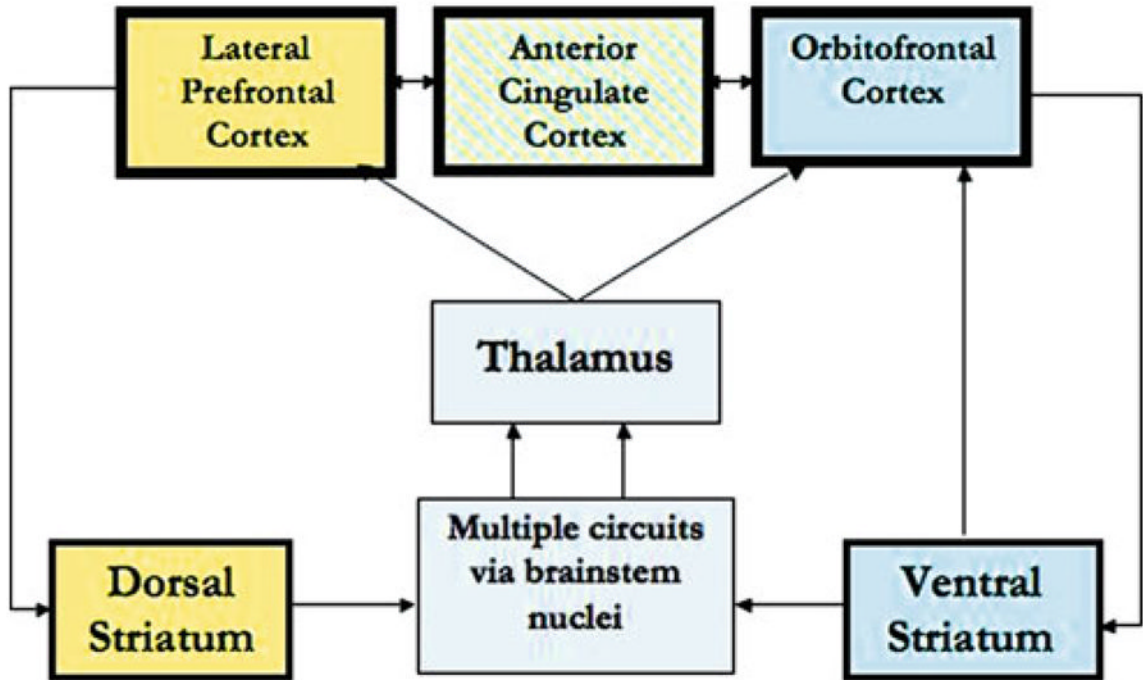 Lateral
Prefrontal
Cortex
Anterior
Cingulate
Cortex
Orbitofrontal
Cortex
Thalamus
Multiple circuits
via brainstem
nuclei
Dorsal
Striatum
Ventral
Striatum